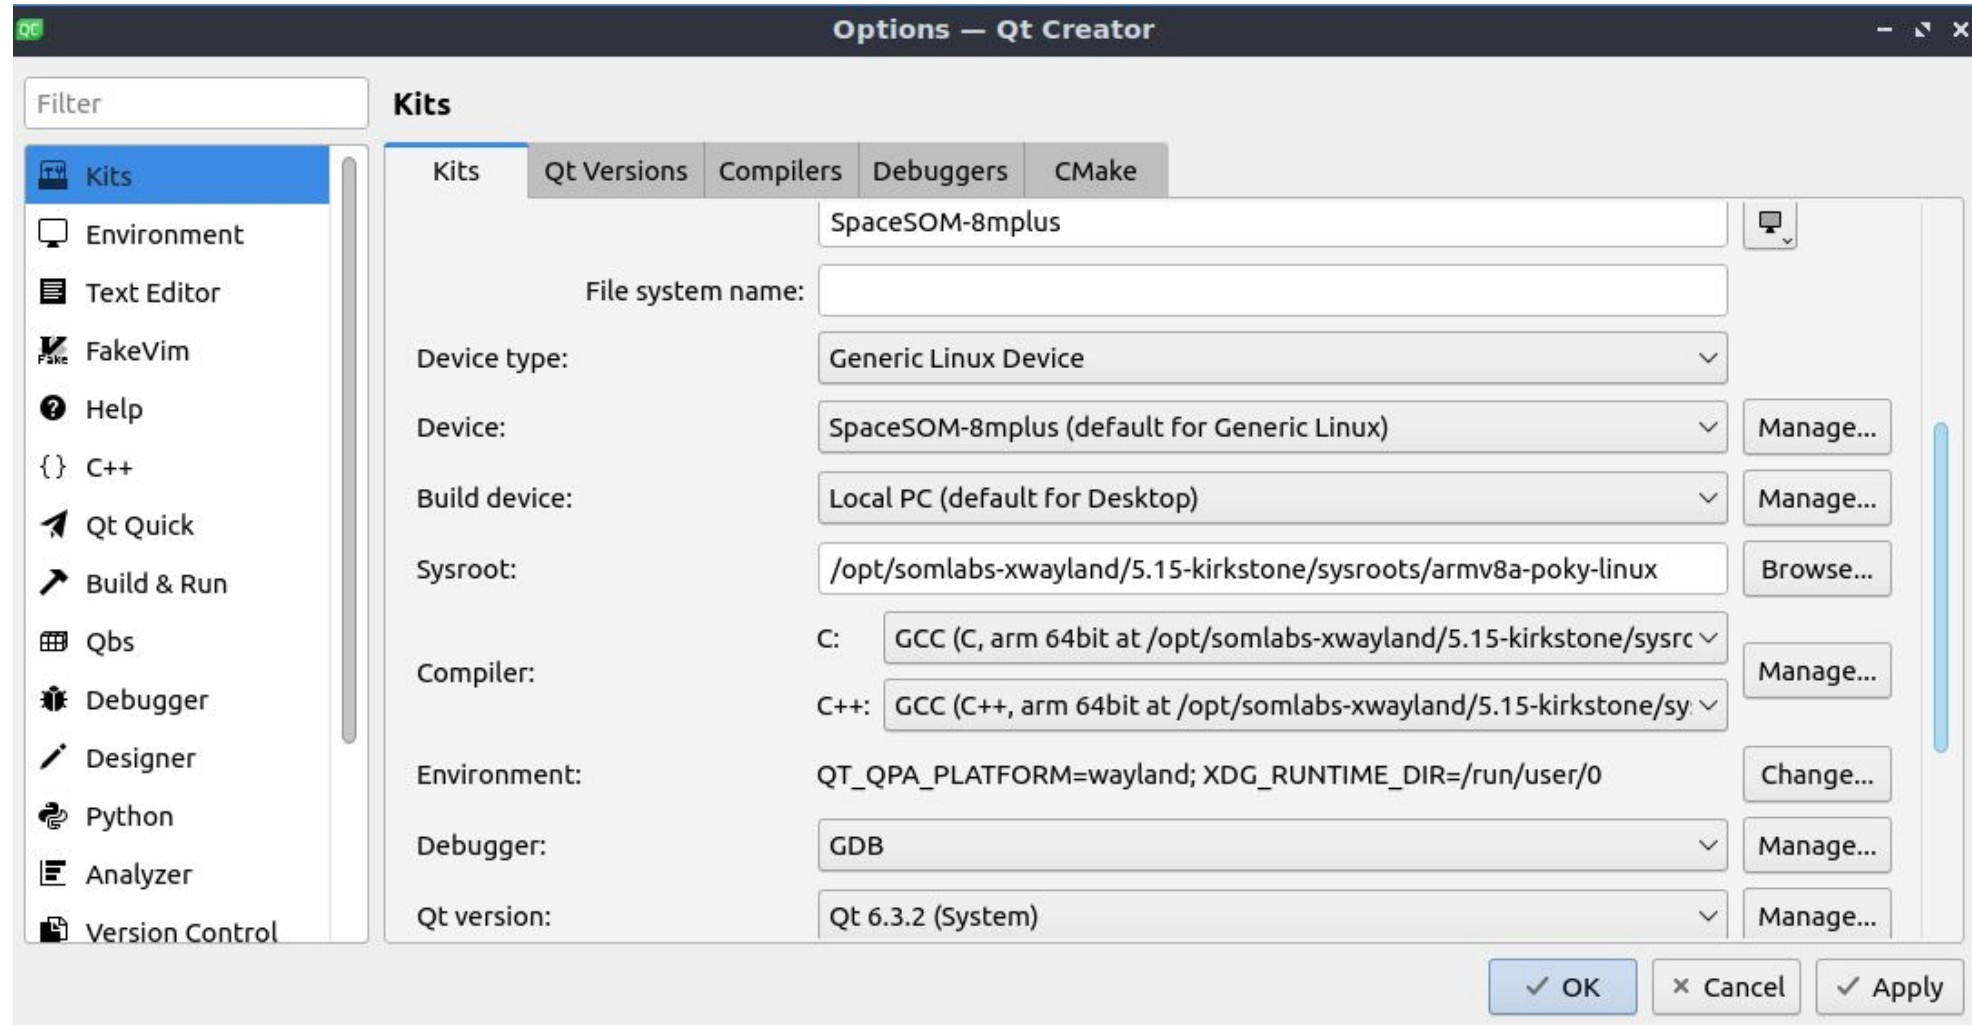 QC
Options — Qt Creator
Filter
Kits
Kits
Environment
Text Editor
Fake
FakeVim
Help
{} C++
Qt Quick
Build & Run
Qbs
Debugger
Designer
Python
Analyzer
Version Control
Kits Qt Versions Compilers Debuggers CMake
SpaceSOM-8mplus
File system name:
Device type: Generic Linux Device
Device: SpaceSOM-8mplus (default for Generic Linux) Manage...
Build device: Local PC (default for Desktop) Manage...
Sysroot: /opt/somlabs-xwayland/5.15-kirkstone/sysroots/armv8a-poky-linux Browse...
Compiler:
C: GCC (C, arm 64bit at /opt/somlabs-xwayland/5.15-kirkstone/sysrc
C++: GCC (C++, arm 64bit at /opt/somlabs-xwayland/5.15-kirkstone/sy
Manage...
Environment: QT_QPA_PLATFORM=wayland; XDG_RUNTIME_DIR=/run/user/0 Change...
Debugger: GDB Manage...
Qt version: Qt 6.3.2 (System) Manage...
OK Cancel Apply